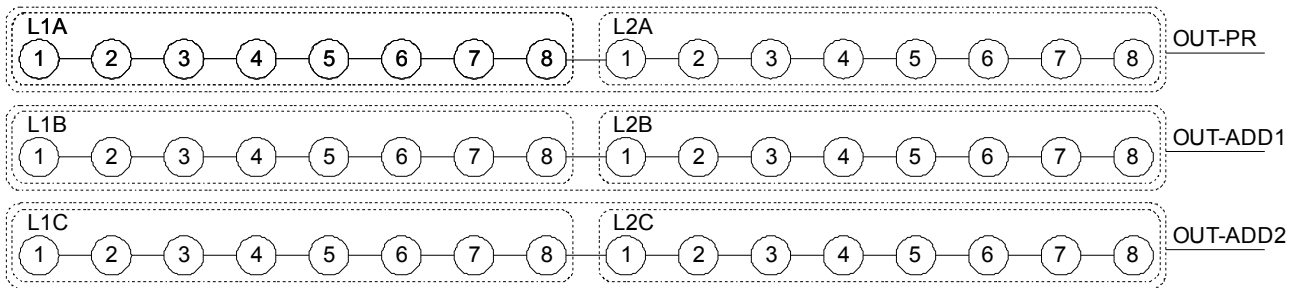 L1A L2A
OUT-PR
1 2 3 4 5 6 7 8 1 2 3 4 5 6 7 8
L1B L2B
OUT-ADD1
1 2 3 4 5 6 7 8 1 2 3 4 5 6 7 8
L1C L2C
OUT-ADD2
1 2 3 4 5 6 7 8 1 2 3 4 5 6 7 8